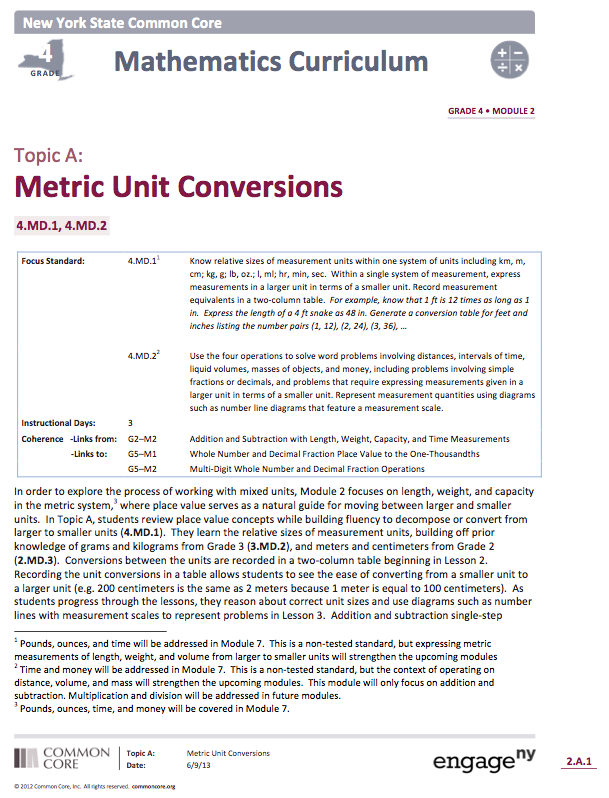 New York State Common Core
4
GRADE
Mathematics Curriculum
GRADE 4 • MODULE 2
Topic A:
Metric Unit Conversions
4.MD.1, 4.MD.2
Focus Standard: 4.MD.1¹ Know relative sizes of measurement units within one system of units including km, m,
cm; kg, g; lb, oz.; l, ml; hr, min, sec. Within a single system of measurement, express
measurements in a larger unit in terms of a smaller unit. Record measurement
equivalents in a two-column table. For example, know that 1 ft is 12 times as long as 1
in. Express the length of a 4 ft snake as 48 in. Generate a conversion table for feet and
inches listing the number pairs (1, 12), (2, 24), (3, 36), …
4.MD.2² Use the four operations to solve word problems involving distances, intervals of time,
liquid volumes, masses of objects, and money, including problems involving simple
fractions or decimals, and problems that require expressing measurements given in a
larger unit in terms of a smaller unit. Represent measurement quantities using diagrams
such as number line diagrams that feature a measurement scale.
Instructional Days: 3
Coherence -Links from: G2–M2 Addition and Subtraction with Length, Weight, Capacity, and Time Measurements
-Links to: G5–M1 Whole Number and Decimal Fraction Place Value to the One-Thousandths
G5–M2 Multi-Digit Whole Number and Decimal Fraction Operations
In order to explore the process of working with mixed units, Module 2 focuses on length, weight, and capacity
in the metric system,³ where place value serves as a natural guide for moving between larger and smaller
units. In Topic A, students review place value concepts while building fluency to decompose or convert from
larger to smaller units (4.MD.1). They learn the relative sizes of measurement units, building off prior
knowledge of grams and kilograms from Grade 3 (3.MD.2), and meters and centimeters from Grade 2
(2.MD.3). Conversions between the units are recorded in a two-column table beginning in Lesson 2.
Recording the unit conversions in a table allows students to see the ease of converting from a smaller unit to
a larger unit (e.g. 200 centimeters is the same as 2 meters because 1 meter is equal to 100 centimeters). As
students progress through the lessons, they reason about correct unit sizes and use diagrams such as number
lines with measurement scales to represent problems in Lesson 3. Addition and subtraction single-step
¹ Pounds, ounces, and time will be addressed in Module 7. This is a non-tested standard, but expressing metric
measurements of length, weight, and volume from larger to smaller units will strengthen the upcoming modules
² Time and money will be addressed in Module 7. This is a non-tested standard, but the context of operating on
distance, volume, and mass will strengthen the upcoming modules. This module will only focus on addition and
subtraction. Multiplication and division will be addressed in future modules.
³ Pounds, ounces, time, and money will be covered in Module 7.
COMMON
CORE
Topic A: Metric Unit Conversions
Date: 6/9/13
engage ny
2.A.1
© 2012 Common Core, Inc. All rights reserved. commoncore.org